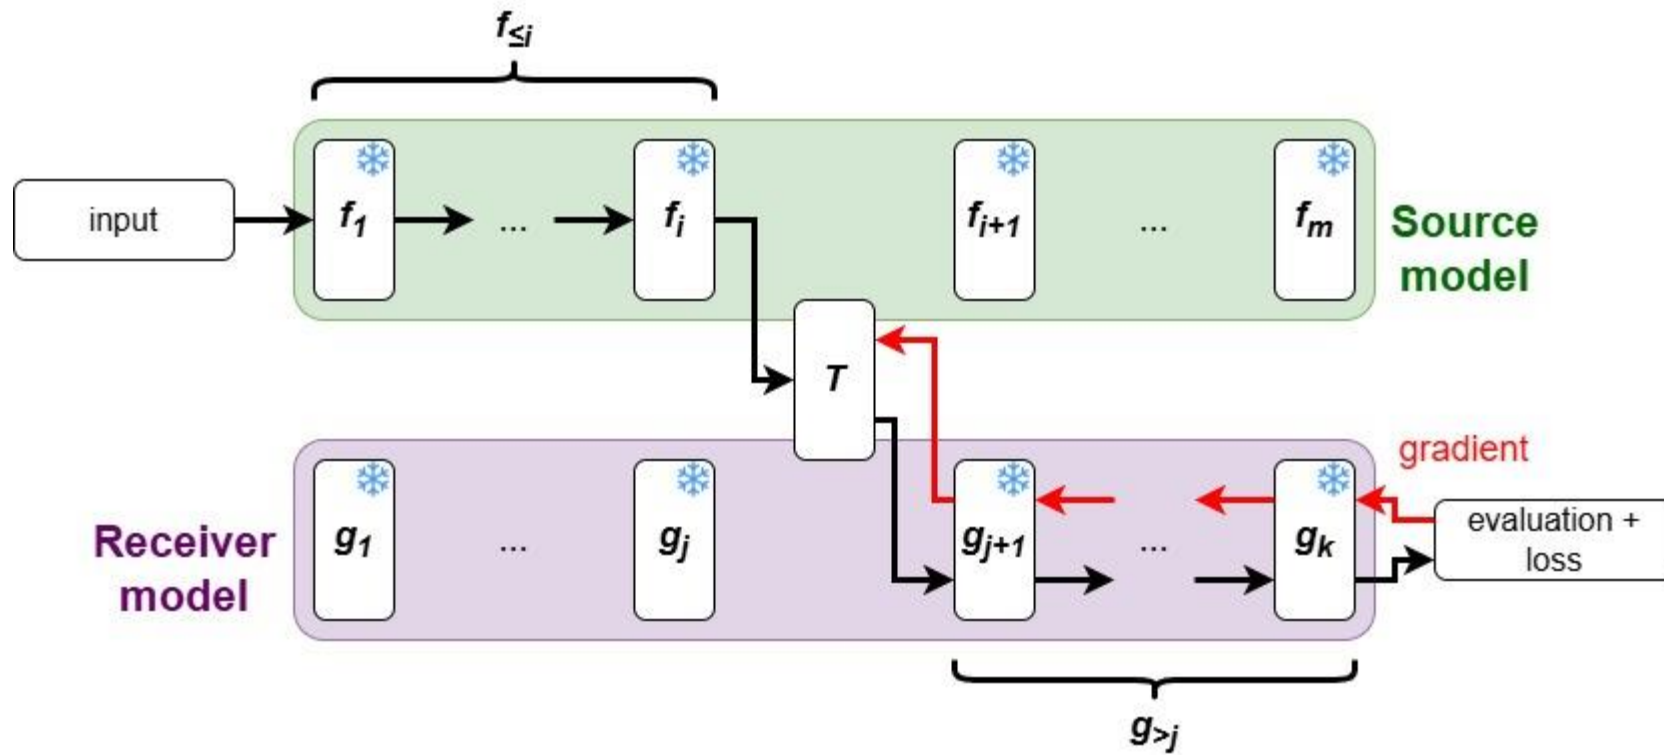 f≤i
input
f1
...
fi
fi+1
...
fm
Source
model
T
gradient
Receiver
model
g1
...
gj
gj+1
...
gk
evaluation +
loss
g>j